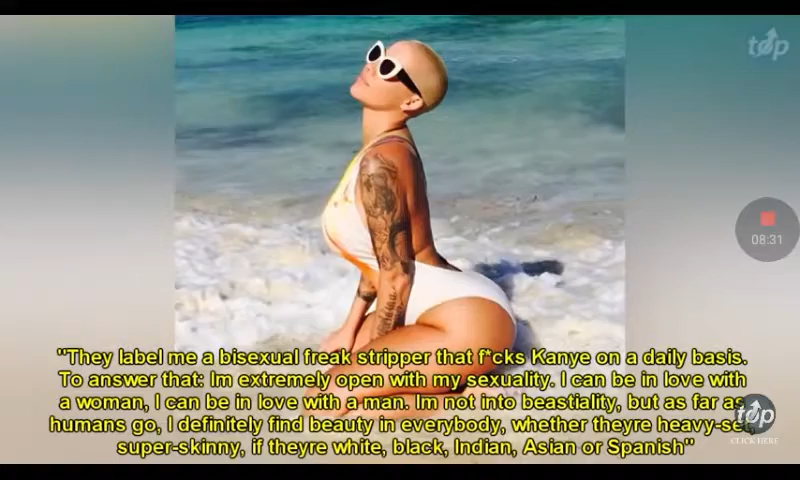 top
08:31
"They label me a bisexual freak stripper that f*cks Kanye on a daily basis.
To answer that: Im extremely open with my sexuality. I can be in love with
a woman, I can be in love with a man. Im not into beastiality, but as far as
humans go, I definitely find beauty in everybody, whether theyre heavy-set,
super-skinny, if theyre white, black, Indian, Asian or Spanish"
top
CLICK HERE